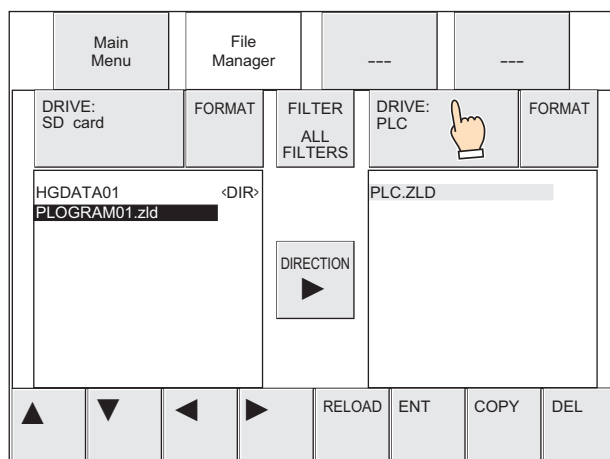 Main
Menu
File
Manager
---
---
DRIVE:
SD card
FORMAT
FILTER
ALL
FILTERS
DRIVE:
PLC
FORMAT
HGDATA01 <DIR>
PLOGRAM01.zld
PLC.ZLD
DIRECTION
RELOAD
ENT
COPY
DEL